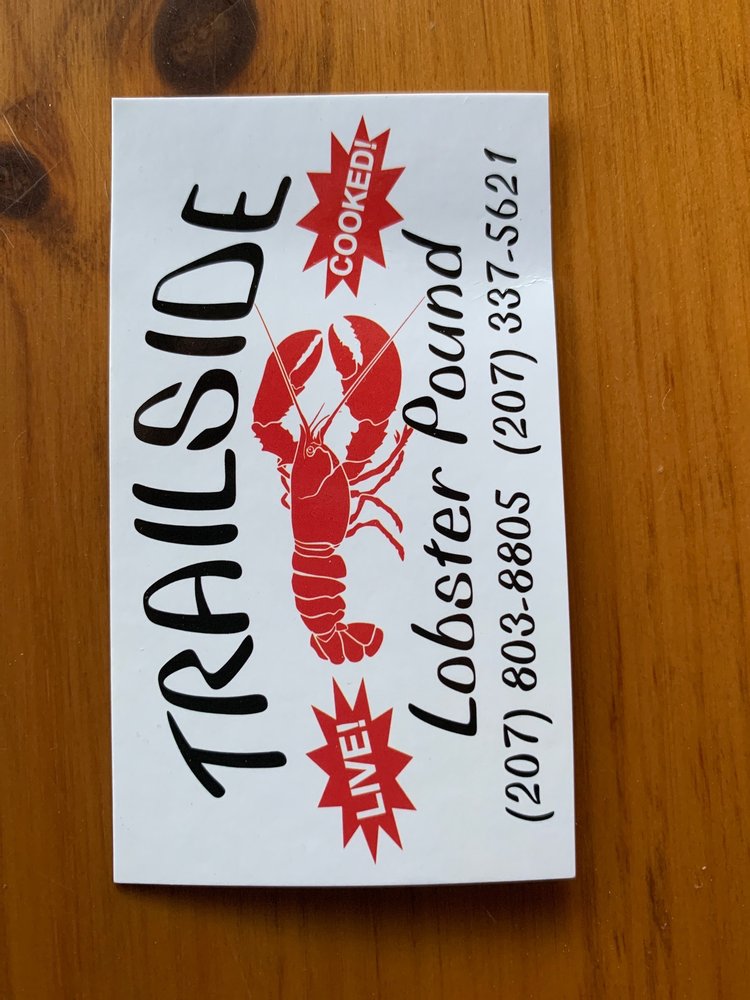 TRAILSIDE
LIVE!
COOKED!
Lobster Pound
(207) 803-8805 (207) 337-5621